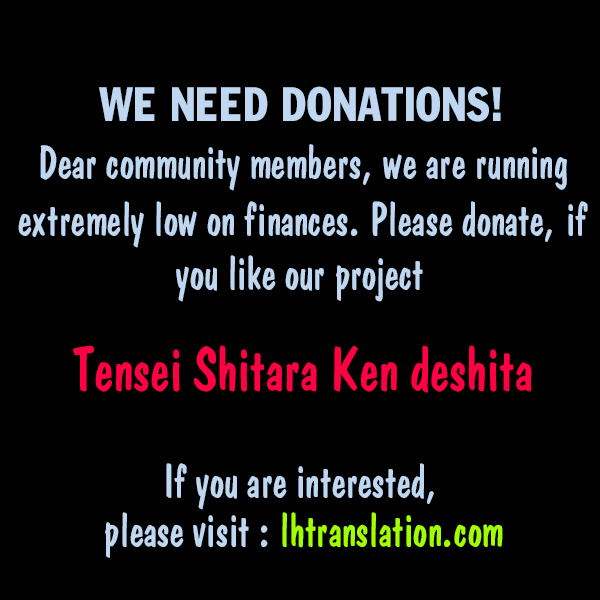 WE NEED DONATIONS!
Dear community members, we are running
extremely low on finances. Please donate, if
you like our project
Tensei Shitara Ken deshita
If you are interested,
please visit : lhtranslation.com